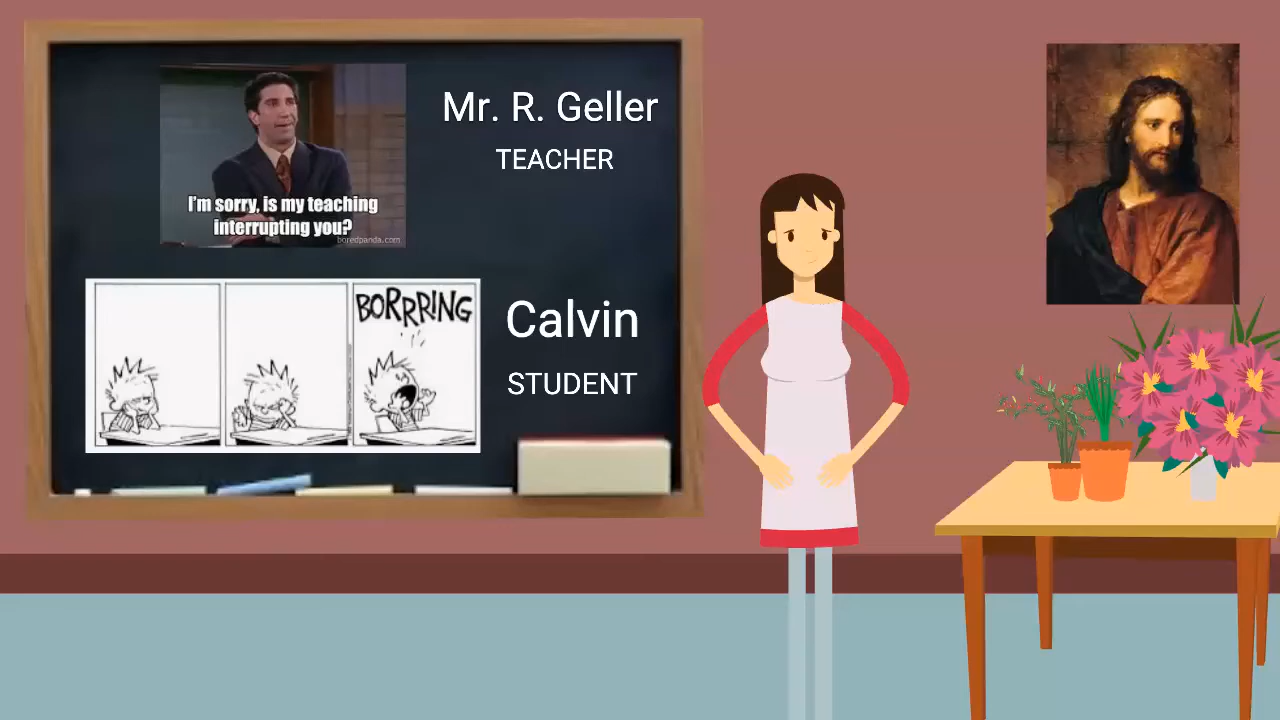 Mr. R. Geller
TEACHER
I'm sorry, is my teaching
interrupting you?
boredpanda.com
BORRRING
Calvin
STUDENT